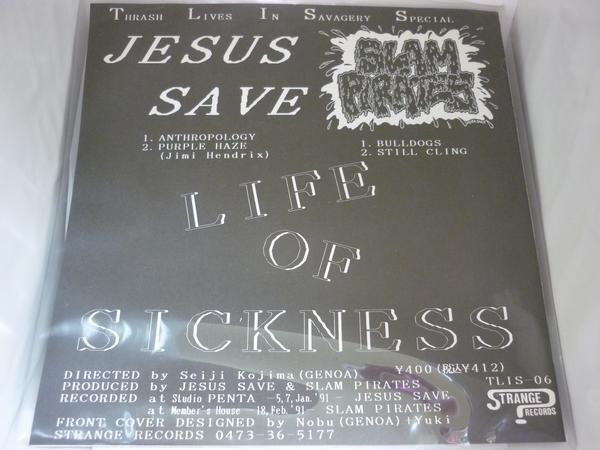 THRASH LIVES IN SAVAGERY SPECIAL
JESUS
SAVE
SLAM
PIRATES
1. ANTHROPOLOGY
2. PURPLE HAZE
(Jimi Hendrix)
1. BULLDOGS
2. STILL CLING
LIFE
OF
SICKNESS
DIRECTED by Seiji Kojima(GENOA) ¥400(税込¥412)
PRODUCED by JESUS SAVE & SLAM PIRATES TLIS-06
RECORDED at Studio PENTA —5,7,Jan.'91— JESUS SAVE
at Member's House —18,Feb.'91— SLAM PIRATES
FRONT COVER DESIGNED by Nobu(GENOA)+Yuki
STRANGE RECORDS 0473-36-5177
STRANGE
RECORDS